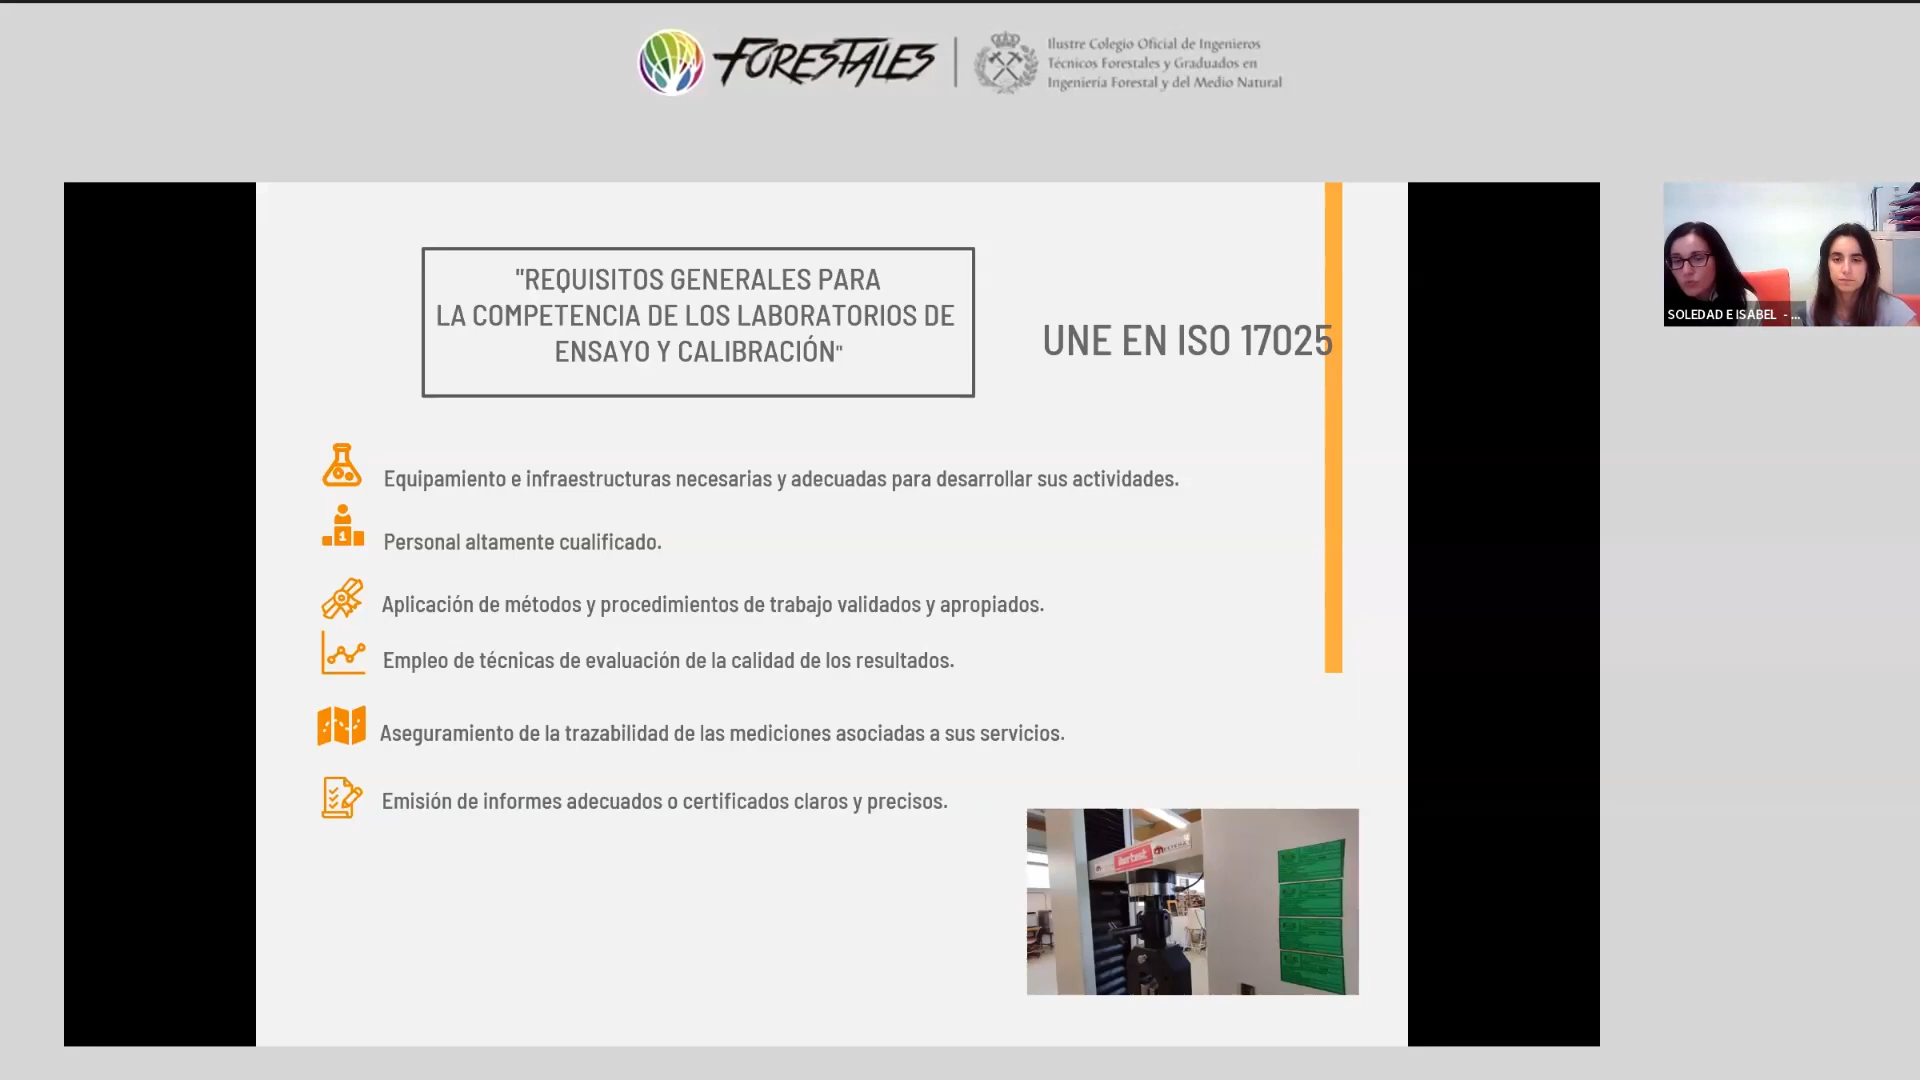 FORESTALES
Ilustre Colegio Oficial de Ingenieros
Técnicos Forestales y Graduados en
Ingeniería Forestal y del Medio Natural
"REQUISITOS GENERALES PARA
LA COMPETENCIA DE LOS LABORATORIOS DE
ENSAYO Y CALIBRACIÓN"
UNE EN ISO 17025
SOLEDAD E ISABEL - ...
Equipamiento e infraestructuras necesarias y adecuadas para desarrollar sus actividades.
1
Personal altamente cualificado.
Aplicación de métodos y procedimientos de trabajo validados y apropiados.
Empleo de técnicas de evaluación de la calidad de los resultados.
Aseguramiento de la trazabilidad de las mediciones asociadas a sus servicios.
Emisión de informes adecuados o certificados claros y precisos.
ibertest